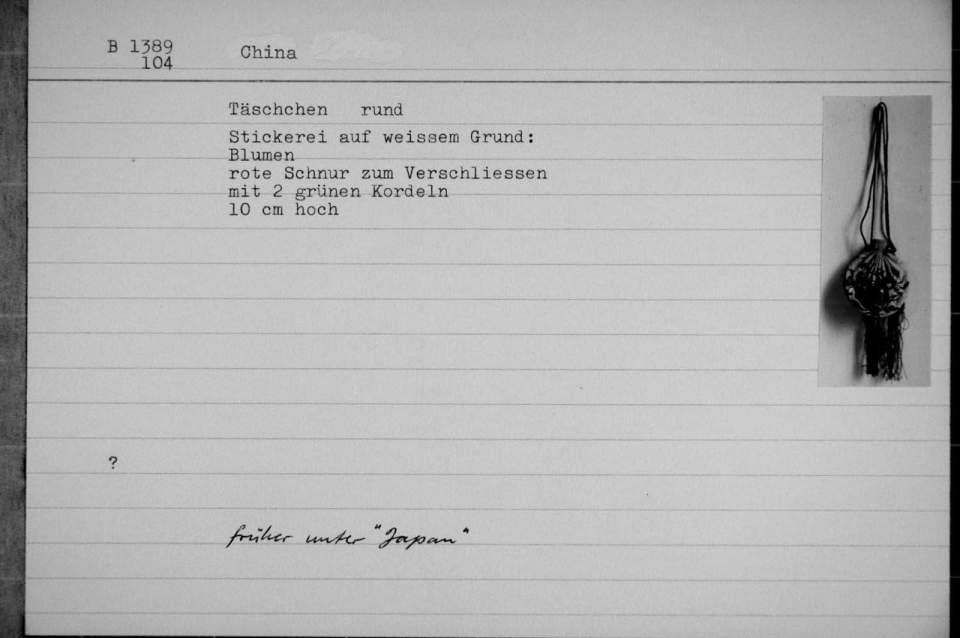 B 1389
104
China
Täschchen rund
Stickerei auf weissem Grund:
Blumen
rote Schnur zum Verschliessen
mit 2 grünen Kordeln
10 cm hoch
?
früher unter "Japan"